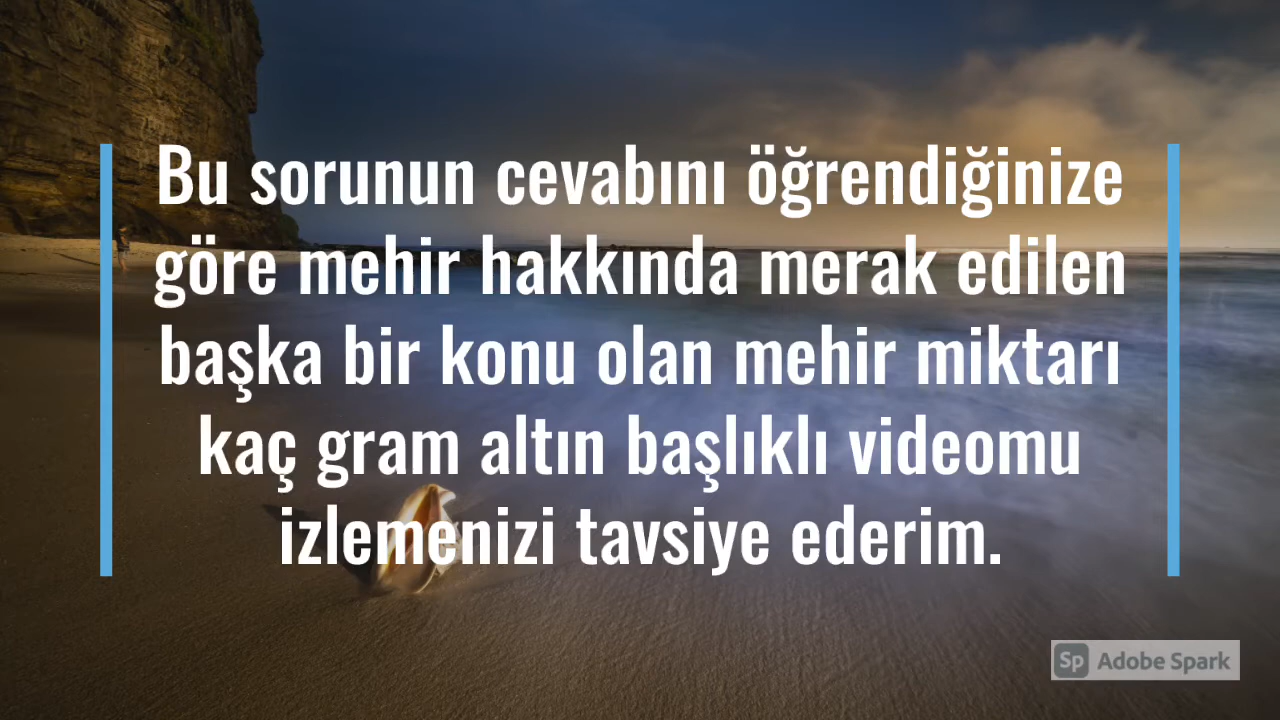 Bu sorunun cevabını öğrendiğinize
göre mehir hakkında merak edilen
başka bir konu olan mehir miktarı
kaç gram altın başlıklı videomu
izlemenizi tavsiye ederim.
Sp Adobe Spark